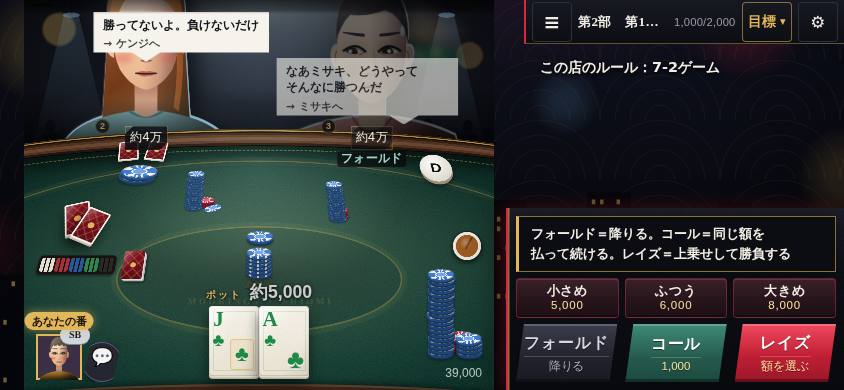 勝ってないよ。負けないだけ
→ ケンジへ
なあミサキ、どうやって
そんなに勝つんだ
→ ミサキへ
2
約4万
3
約4万
フォールド
D
ポット 約5,000
J
A
あなたの番
SB
39,000
第2部 第1… 1,000/2,000 目標 ▾
この店のルール：7-2ゲーム
フォールド＝降りる。コール＝同じ額を
払って続ける。レイズ＝上乗せして勝負する
小さめ
5,000
ふつう
6,000
大きめ
8,000
フォールド
降りる
コール
1,000
レイズ
額を選ぶ